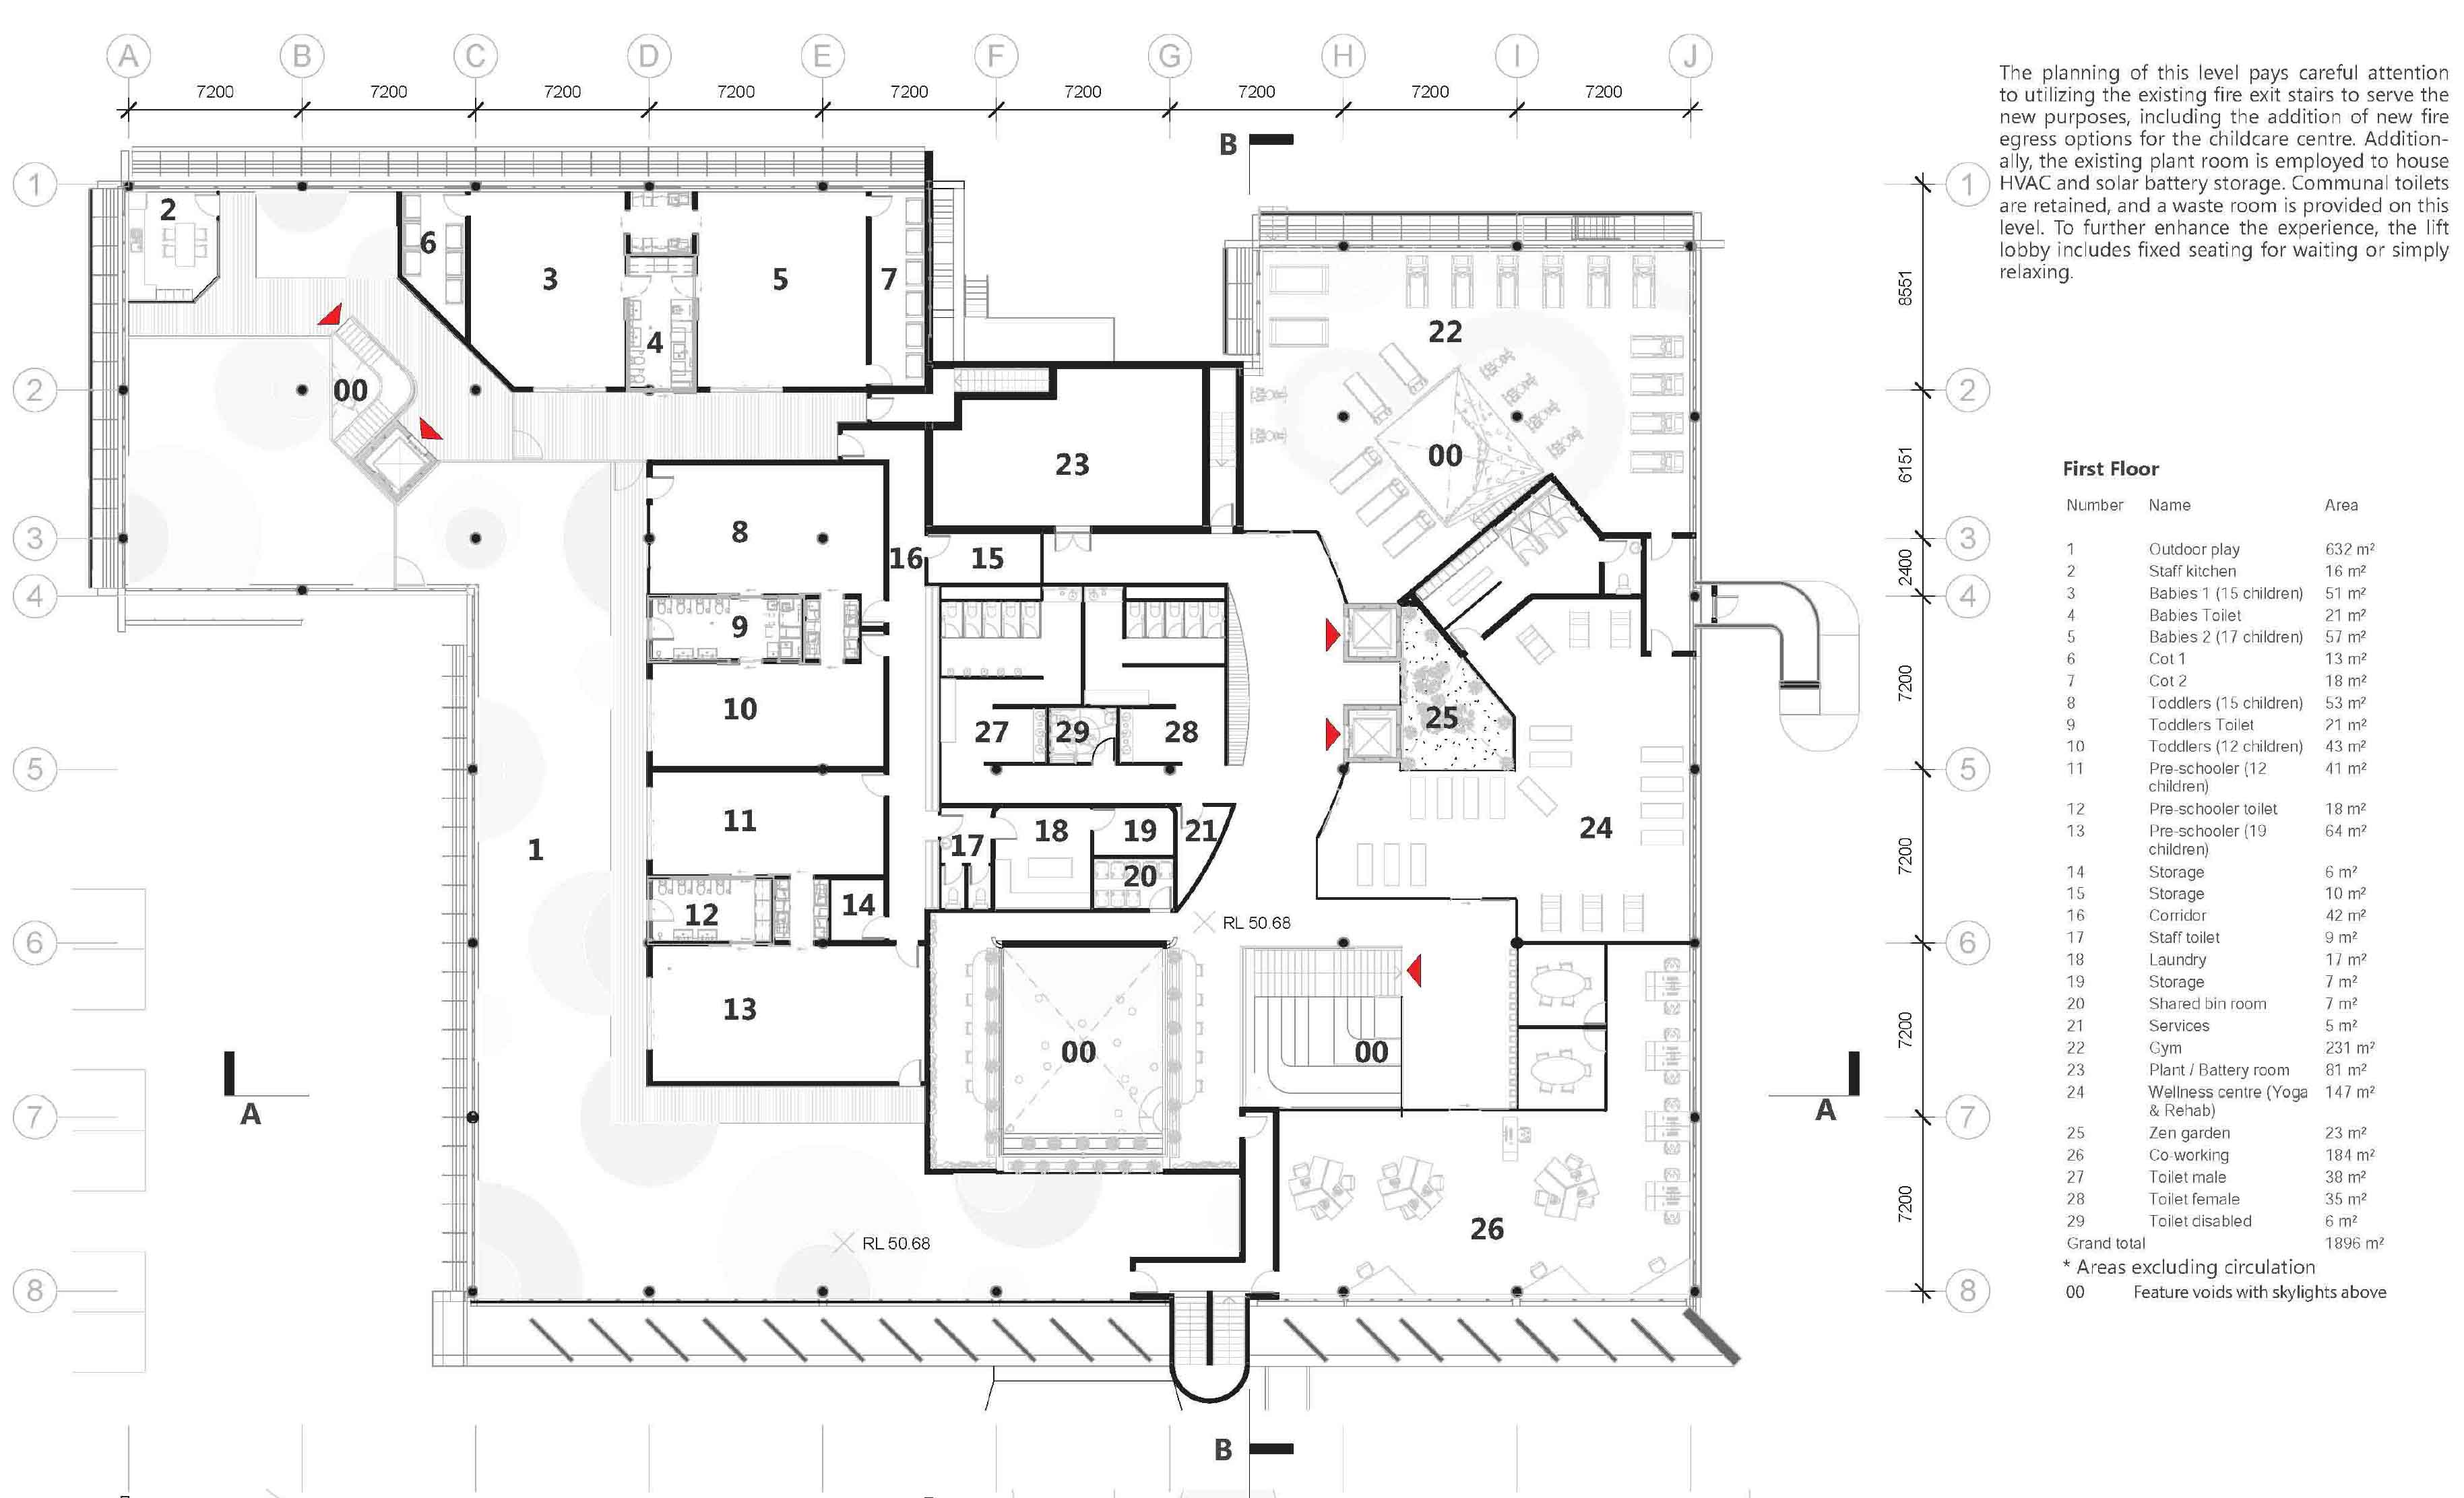 A B C D E F G H I J
7200 7200 7200 7200 7200 7200 7200 7200 7200
The planning of this level pays careful attention
to utilizing the existing fire exit stairs to serve the
new purposes, including the addition of new fire
egress options for the childcare centre. Addition-
ally, the existing plant room is employed to house
HVAC and solar battery storage. Communal toilets
are retained, and a waste room is provided on this
level. To further enhance the experience, the lift
lobby includes fixed seating for waiting or simply
relaxing.
B
1 1
2
6
3
5
7
4
22
8551
2 00 2
00
23
6151
8
3 3
16 15
2400
4 4
9
10
27 29 28
25
7200
5 5
11
1
17 18 19 21
24
20
7200
12 14
RL 50.68
6 6
13
00
00
7200
A A
7 7
26
7200
RL 50.68
8 8
B
First Floor
Number Name Area
1 Outdoor play 632 m²
2 Staff kitchen 16 m²
3 Babies 1 (15 children) 51 m²
4 Babies Toilet 21 m²
5 Babies 2 (17 children) 57 m²
6 Cot 1 13 m²
7 Cot 2 18 m²
8 Toddlers (15 children) 53 m²
9 Toddlers Toilet 21 m²
10 Toddlers (12 children) 43 m²
11 Pre-schooler (12 41 m²
children)
12 Pre-schooler toilet 18 m²
13 Pre-schooler (19 64 m²
children)
14 Storage 6 m²
15 Storage 10 m²
16 Corridor 42 m²
17 Staff toilet 9 m²
18 Laundry 17 m²
19 Storage 7 m²
20 Shared bin room 7 m²
21 Services 5 m²
22 Gym 231 m²
23 Plant / Battery room 81 m²
24 Wellness centre (Yoga 147 m²
& Rehab)
25 Zen garden 23 m²
26 Co-working 184 m²
27 Toilet male 38 m²
28 Toilet female 35 m²
29 Toilet disabled 6 m²
Grand total 1896 m²
* Areas excluding circulation
00 Feature voids with skylights above